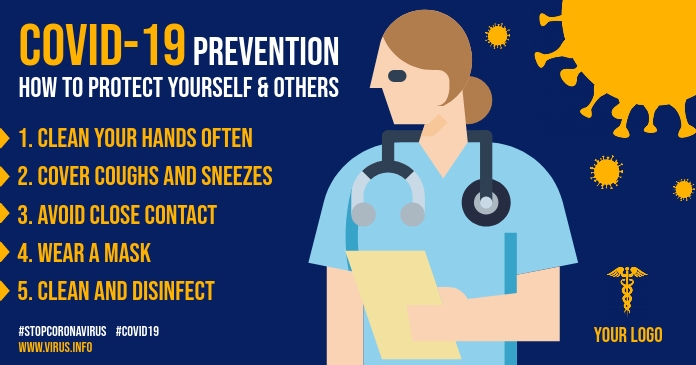 COVID-19 PREVENTION
HOW TO PROTECT YOURSELF & OTHERS
1. CLEAN YOUR HANDS OFTEN
2. COVER COUGHS AND SNEEZES
3. AVOID CLOSE CONTACT
4. WEAR A MASK
5. CLEAN AND DISINFECT
#STOPCORONAVIRUS #COVID19
WWW.VIRUS.INFO
YOUR LOGO